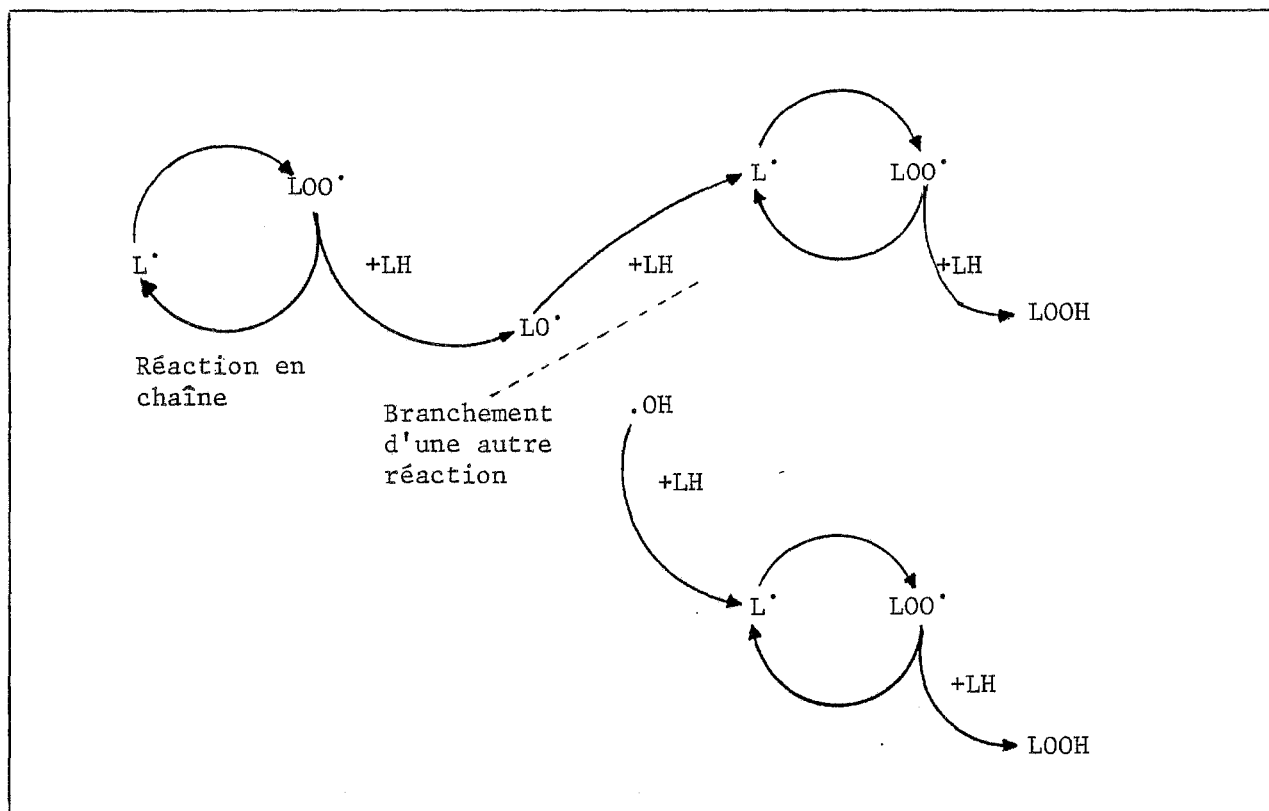 LOO˙
L˙
+LH
LO˙
Réaction en
chaîne
+LH
L˙
LOO˙
+LH
LOOH
Branchement
d'une autre
réaction
.OH
+LH
L˙
LOO˙
+LH
LOOH